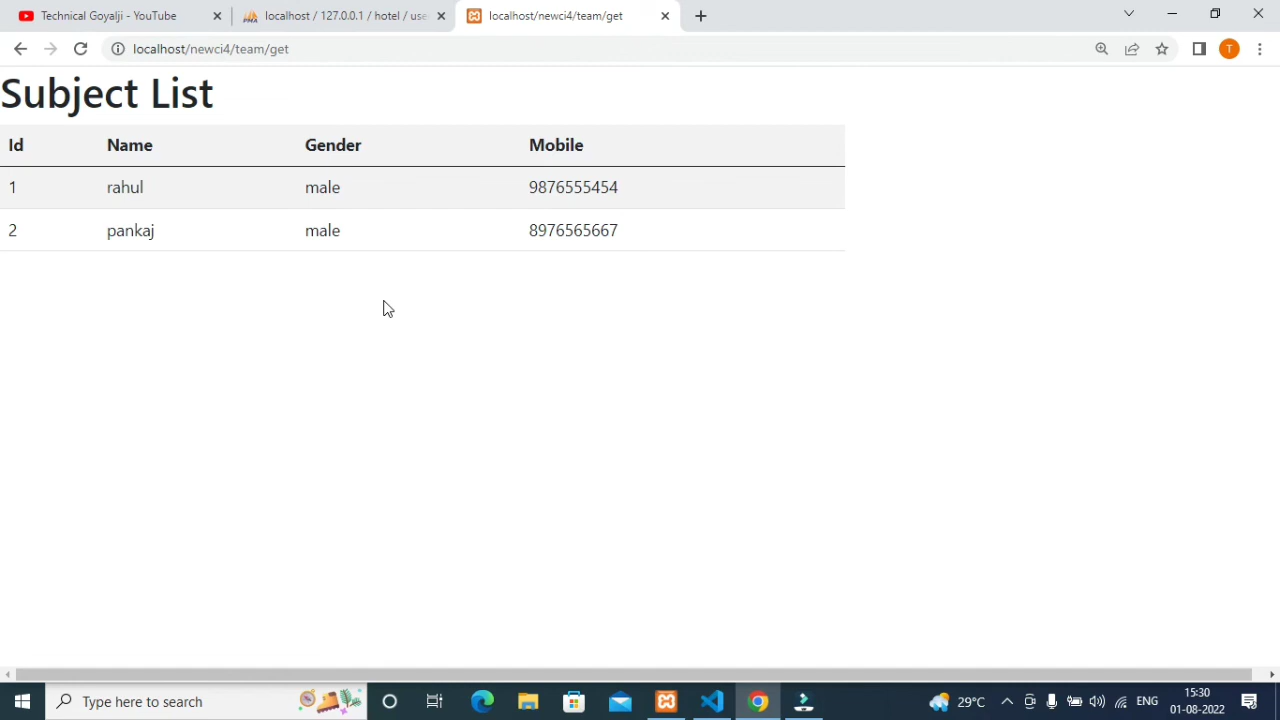 Technical Goyalji - YouTube
localhost / 127.0.0.1 / hotel / use
localhost/newci4/team/get
localhost/newci4/team/get
T
Subject List
Id Name Gender Mobile
1 rahul male 9876555454
2 pankaj male 8976565667
Type here to search
29°C
ENG
15:30
01-08-2022